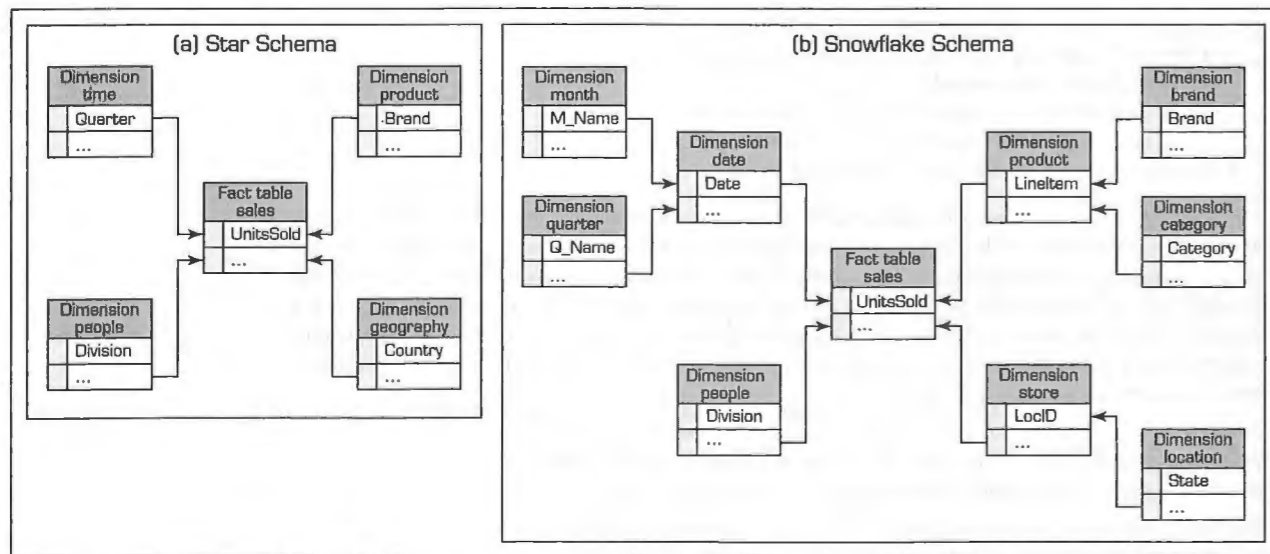 (a) Star Schema
Dimension
time
Quarter
...
Dimension
product
Brand
...
Fact table
sales
UnitsSold
...
Dimension
people
Division
...
Dimension
geography
Country
...
(b) Snowflake Schema
Dimension
month
M_Name
...
Dimension
quarter
Q_Name
...
Dimension
date
Date
...
Dimension
product
LineItem
...
Dimension
brand
Brand
...
Dimension
category
Category
...
Fact table
sales
UnitsSold
...
Dimension
people
Division
...
Dimension
store
LocID
...
Dimension
location
State
...